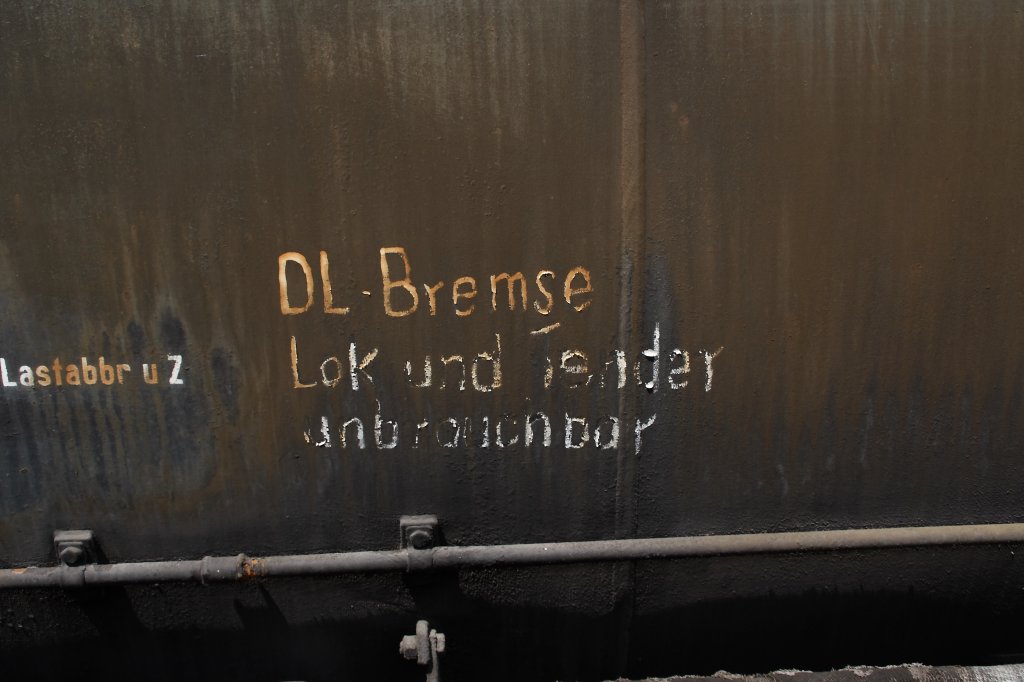 DL-Bremse
Lok und Tender
unbrauchbar
Lastabbr u Z